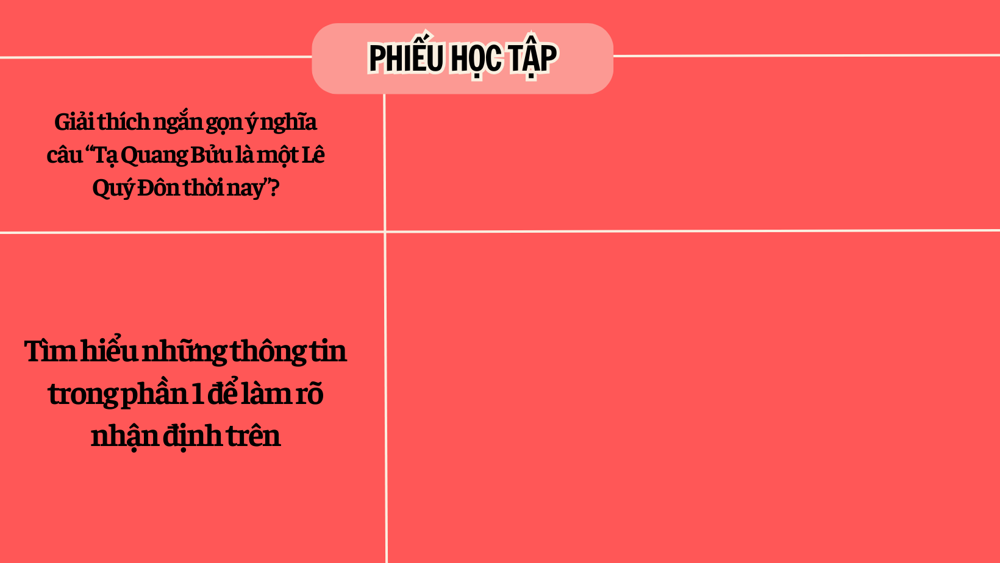 PHIẾU HỌC TẬP
Giải thích ngắn gọn ý nghĩa
câu “Tạ Quang Bửu là một Lê
Quý Đôn thời nay”?
Tìm hiểu những thông tin
trong phần 1 để làm rõ
nhận định trên